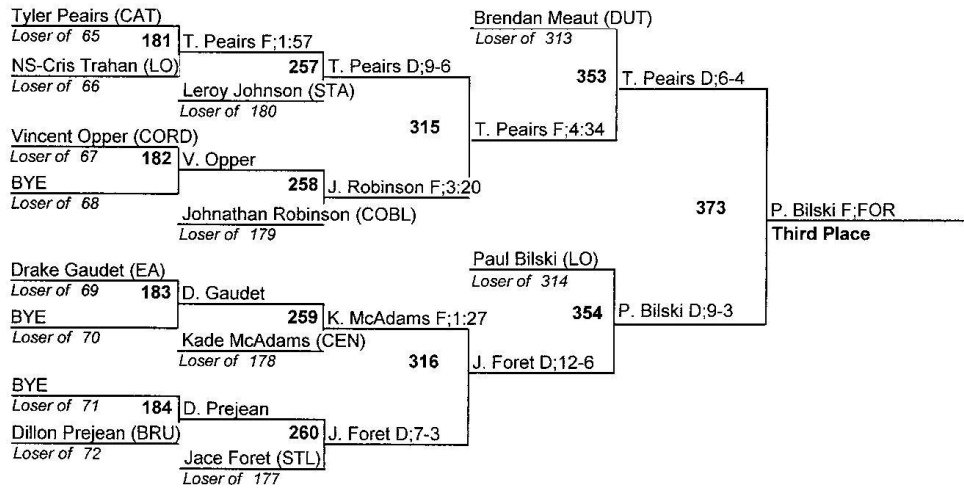 Tyler Peairs (CAT)
Loser of 65
181
T. Peairs F;1:57
NS-Cris Trahan (LO)
Loser of 66
257
T. Peairs D;9-6
Leroy Johnson (STA)
Loser of 180
Vincent Opper (CORD)
Loser of 67
182
V. Opper
BYE
Loser of 68
258
J. Robinson F;3:20
Johnathan Robinson (COBL)
Loser of 179
315
T. Peairs F;4:34
Brendan Meaut (DUT)
Loser of 313
353
T. Peairs D;6-4
373
P. Bilski F;FOR
Third Place
Drake Gaudet (EA)
Loser of 69
183
D. Gaudet
BYE
Loser of 70
259
K. McAdams F;1:27
Kade McAdams (CEN)
Loser of 178
BYE
Loser of 71
184
D. Prejean
Dillon Prejean (BRU)
Loser of 72
260
J. Foret D;7-3
Jace Foret (STL)
Loser of 177
316
J. Foret D;12-6
Paul Bilski (LO)
Loser of 314
354
P. Bilski D;9-3